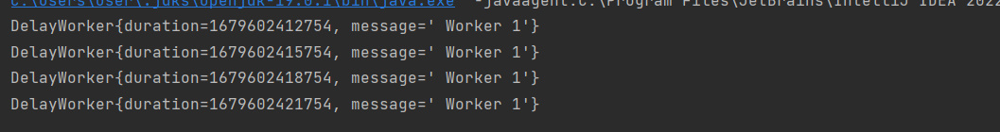 C:\Users\User\.jdks\openjdk-19.0.1\bin\java.exe "-javaagent:C:\Program Files\JetBrains\IntelliJ IDEA 2022
DelayWorker{duration=1679602412754, message=' Worker 1'}
DelayWorker{duration=1679602415754, message=' Worker 1'}
DelayWorker{duration=1679602418754, message=' Worker 1'}
DelayWorker{duration=1679602421754, message=' Worker 1'}